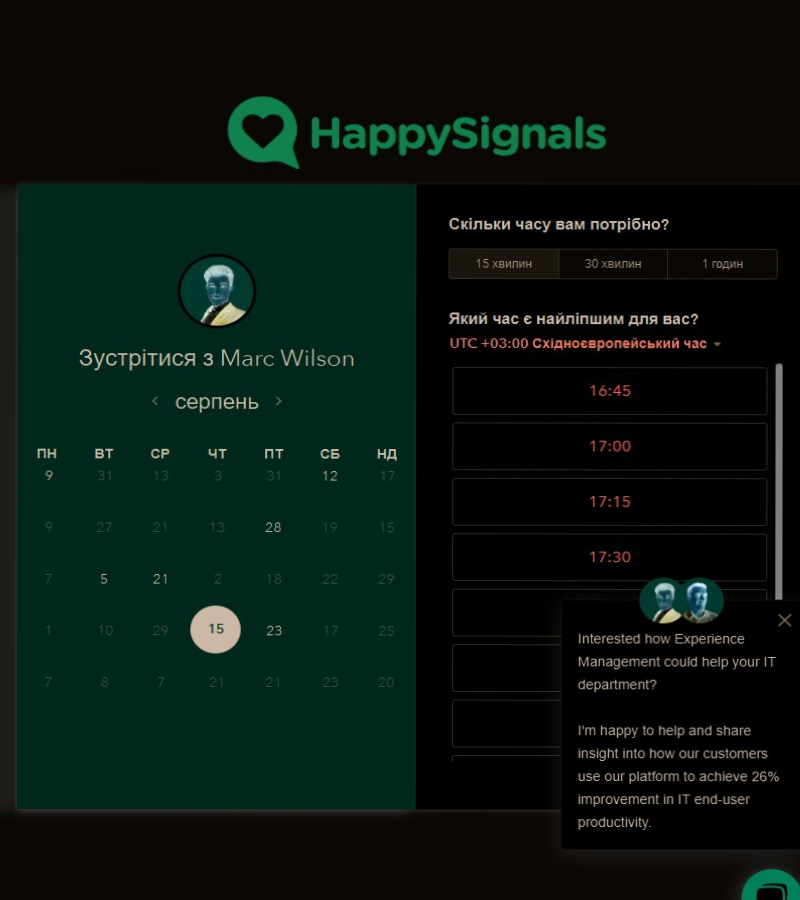 HappySignals
Зустрітися з Marc Wilson
серпень
ПН ВТ СР ЧТ ПТ СБ НД
9 31 13 3 31 12 17
9 27 21 13 28 19 15
7 5 21 2 18 22 29
1 10 29 15 23 17 25
7 8 7 21 21 23 20
Скільки часу вам потрібно?
15 хвилин 30 хвилин 1 годин
Який час є найліпшим для вас?
UTC +03:00 Східноєвропейський час
16:45
17:00
17:15
17:30
Interested how Experience
Management could help your IT
department?
I'm happy to help and share
insight into how our customers
use our platform to achieve 26%
improvement in IT end-user
productivity.